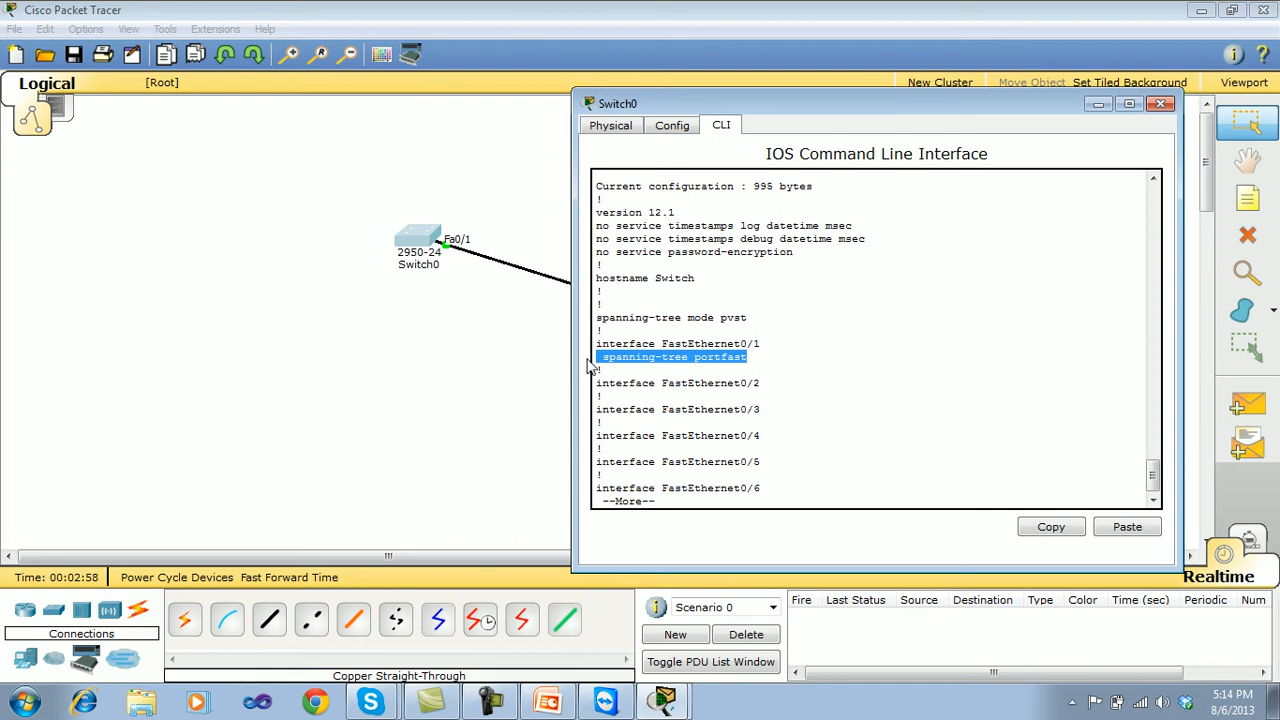 Cisco Packet Tracer
File Edit Options View Tools Extensions Help
Logical [Root] New Cluster Move Object Set Tiled Background Viewport
Switch0
Physical Config CLI
IOS Command Line Interface
Current configuration : 995 bytes
!
version 12.1
no service timestamps log datetime msec
no service timestamps debug datetime msec
no service password-encryption
!
hostname Switch
!
!
spanning-tree mode pvst
!
interface FastEthernet0/1
spanning-tree portfast
!
interface FastEthernet0/2
!
interface FastEthernet0/3
!
interface FastEthernet0/4
!
interface FastEthernet0/5
!
interface FastEthernet0/6
--More--
Copy Paste
Fa0/1
2950-24
Switch0
Time: 00:02:58 Power Cycle Devices Fast Forward Time Realtime
Connections
Copper Straight-Through
Scenario 0
New Delete
Toggle PDU List Window
Fire Last Status Source Destination Type Color Time (sec) Periodic Num
5:14 PM
8/6/2013